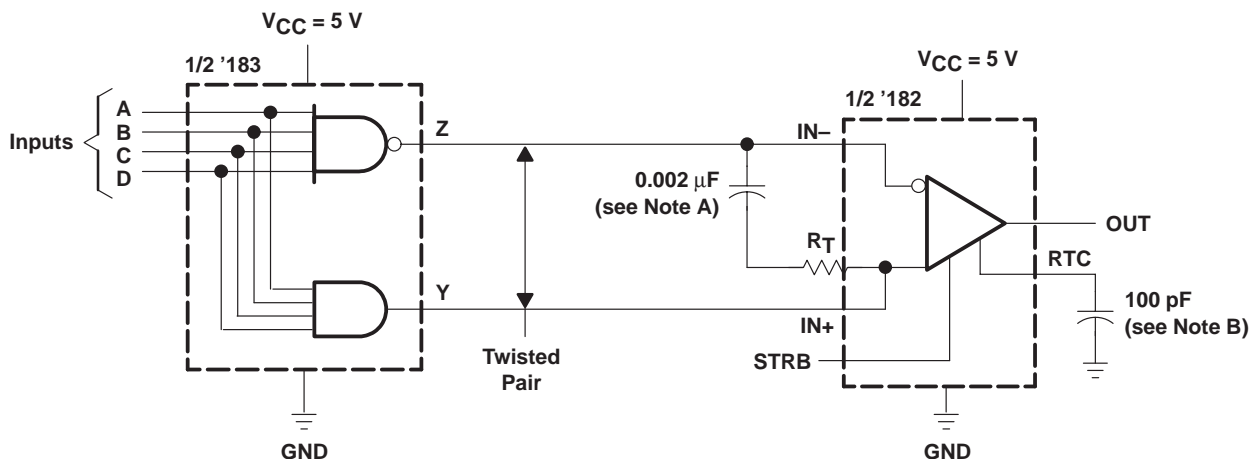 VCC = 5 V
1/2 '183
Inputs
A
B
C
D
Z
Y
Twisted
Pair
GND
VCC = 5 V
1/2 '182
IN–
0.002 μF
(see Note A)
RT
IN+
STRB
OUT
RTC
100 pF
(see Note B)
GND